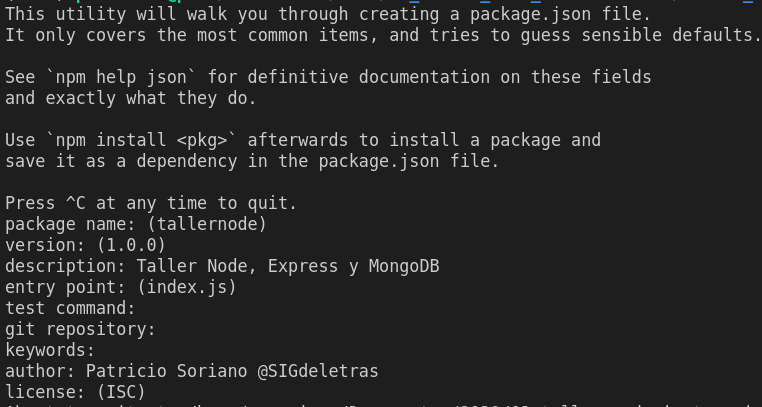 This utility will walk you through creating a package.json file.
It only covers the most common items, and tries to guess sensible defaults.
See `npm help json` for definitive documentation on these fields
and exactly what they do.
Use `npm install <pkg>` afterwards to install a package and
save it as a dependency in the package.json file.
Press ^C at any time to quit.
package name: (tallernode)
version: (1.0.0)
description: Taller Node, Express y MongoDB
entry point: (index.js)
test command:
git repository:
keywords:
author: Patricio Soriano @SIGdeletras
license: (ISC)